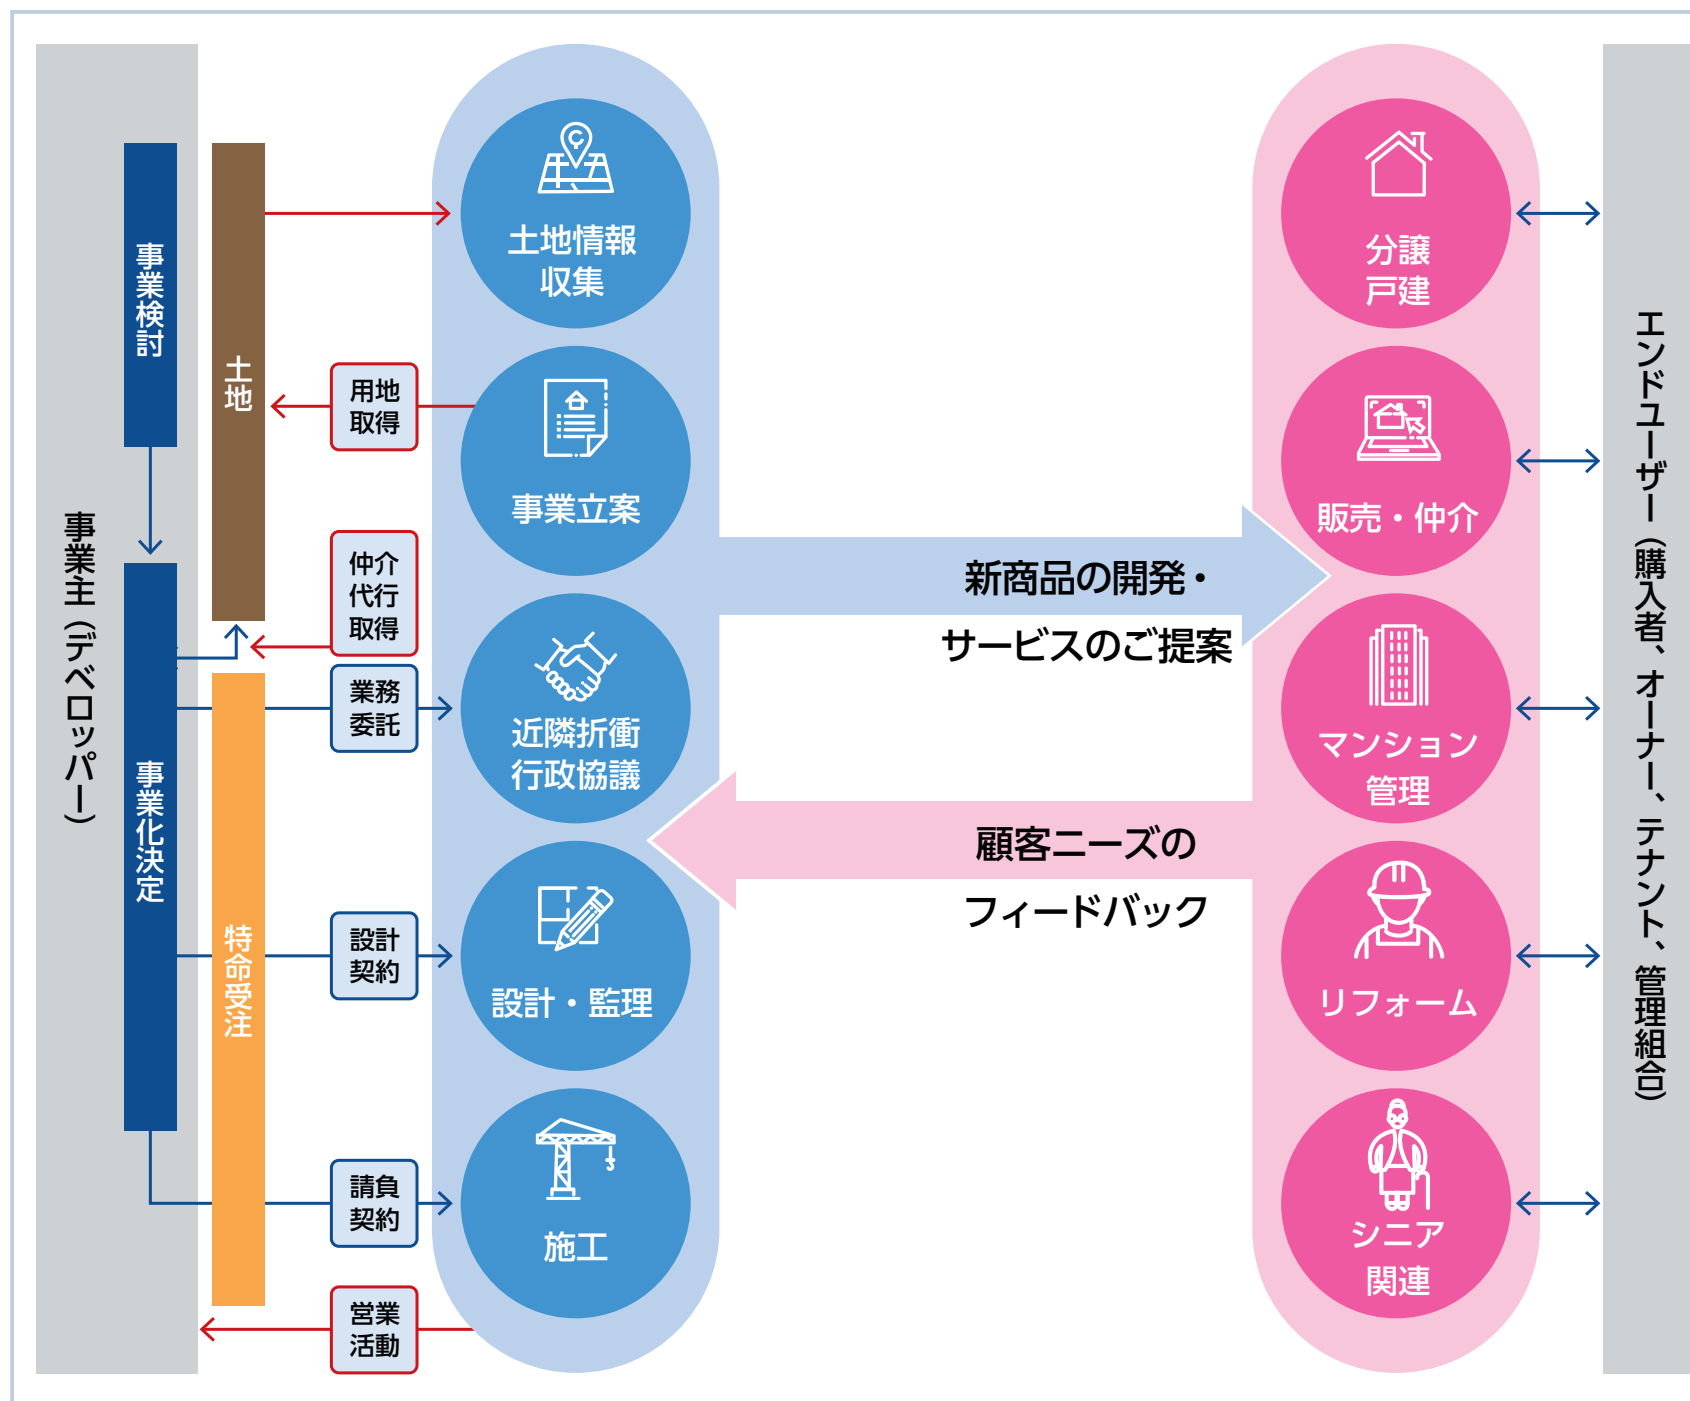 事業主（デベロッパー）
事業検討
事業化決定
土地
特命受注
用地
取得
仲介
代行
取得
業務
委託
設計
契約
請負
契約
営業
活動
土地情報
収集
事業立案
近隣折衝
行政協議
設計・監理
施工
新商品の開発・
サービスのご提案
顧客ニーズの
フィードバック
分譲
戸建
販売・仲介
マンション
管理
リフォーム
シニア
関連
エンドユーザー（購入者、オーナー、テナント、管理組合）